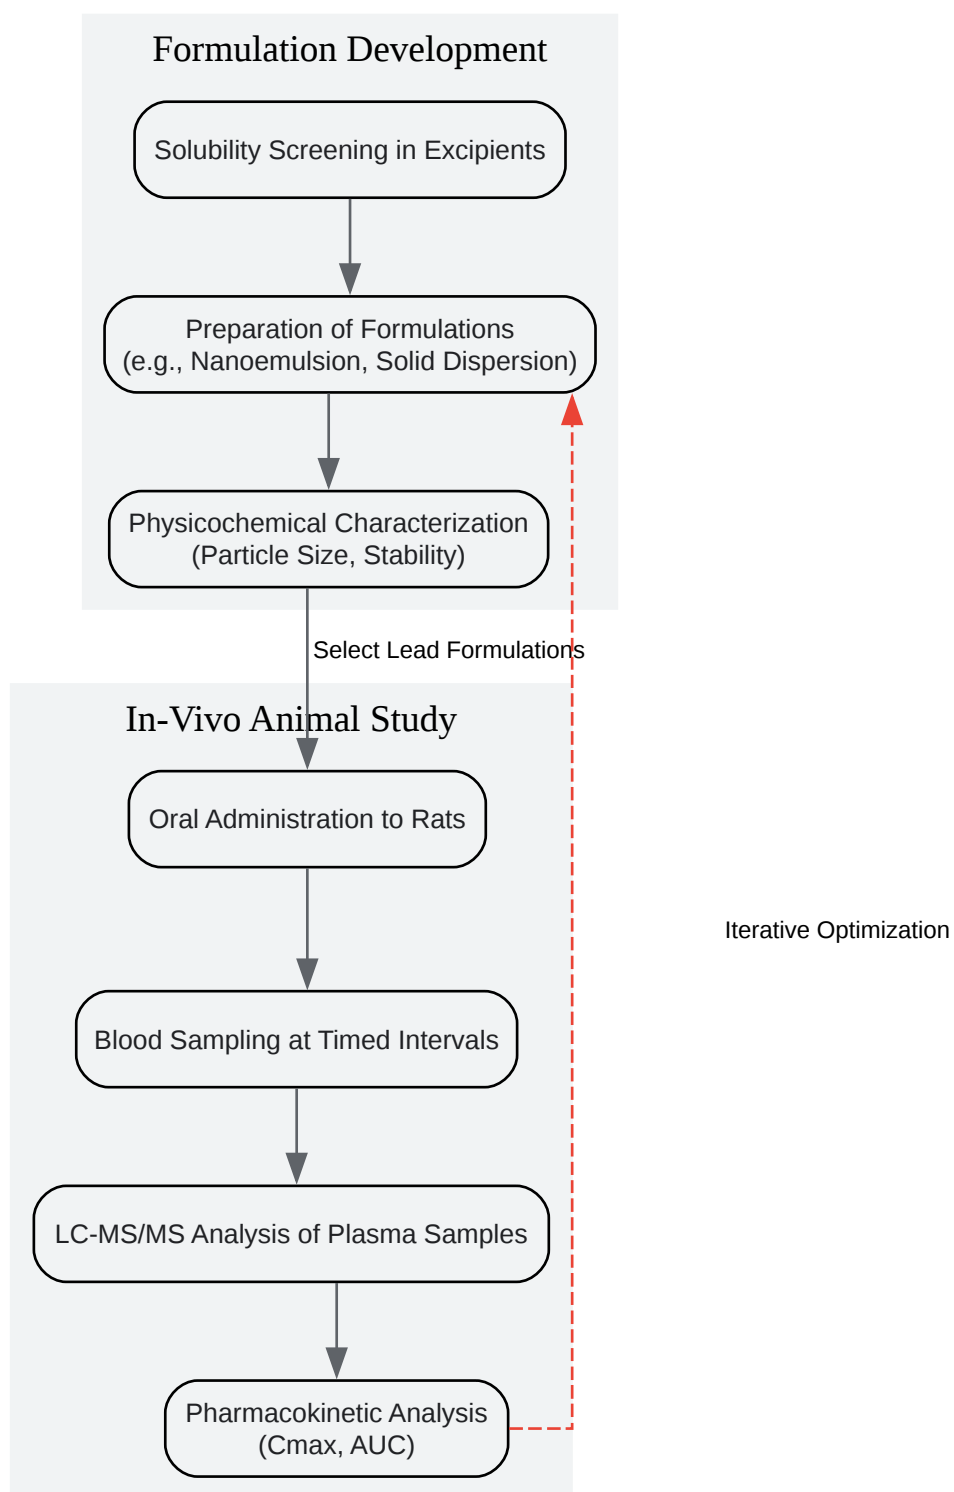 Formulation Development
Solubility Screening in Excipients
Preparation of Formulations
(e.g., Nanoemulsion, Solid Dispersion)
Physicochemical Characterization
(Particle Size, Stability)
Select Lead Formulations
In-Vivo Animal Study
Oral Administration to Rats
Iterative Optimization
Blood Sampling at Timed Intervals
LC-MS/MS Analysis of Plasma Samples
Pharmacokinetic Analysis
(Cmax, AUC)